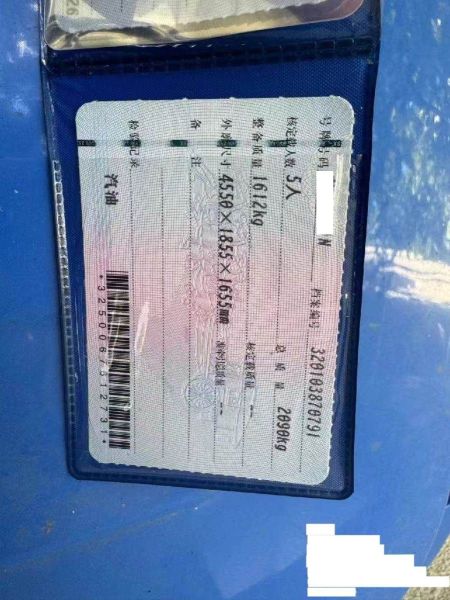 号牌号码 N 档案编号 320103870791
核定载人数 5人 总质量 2090kg
整备质量 1612kg 核定载质量 --
外廓尺寸 4550×1855×1655mm 准牵引总质量 --
备注
检验记录
汽油
*3250067512731*
26